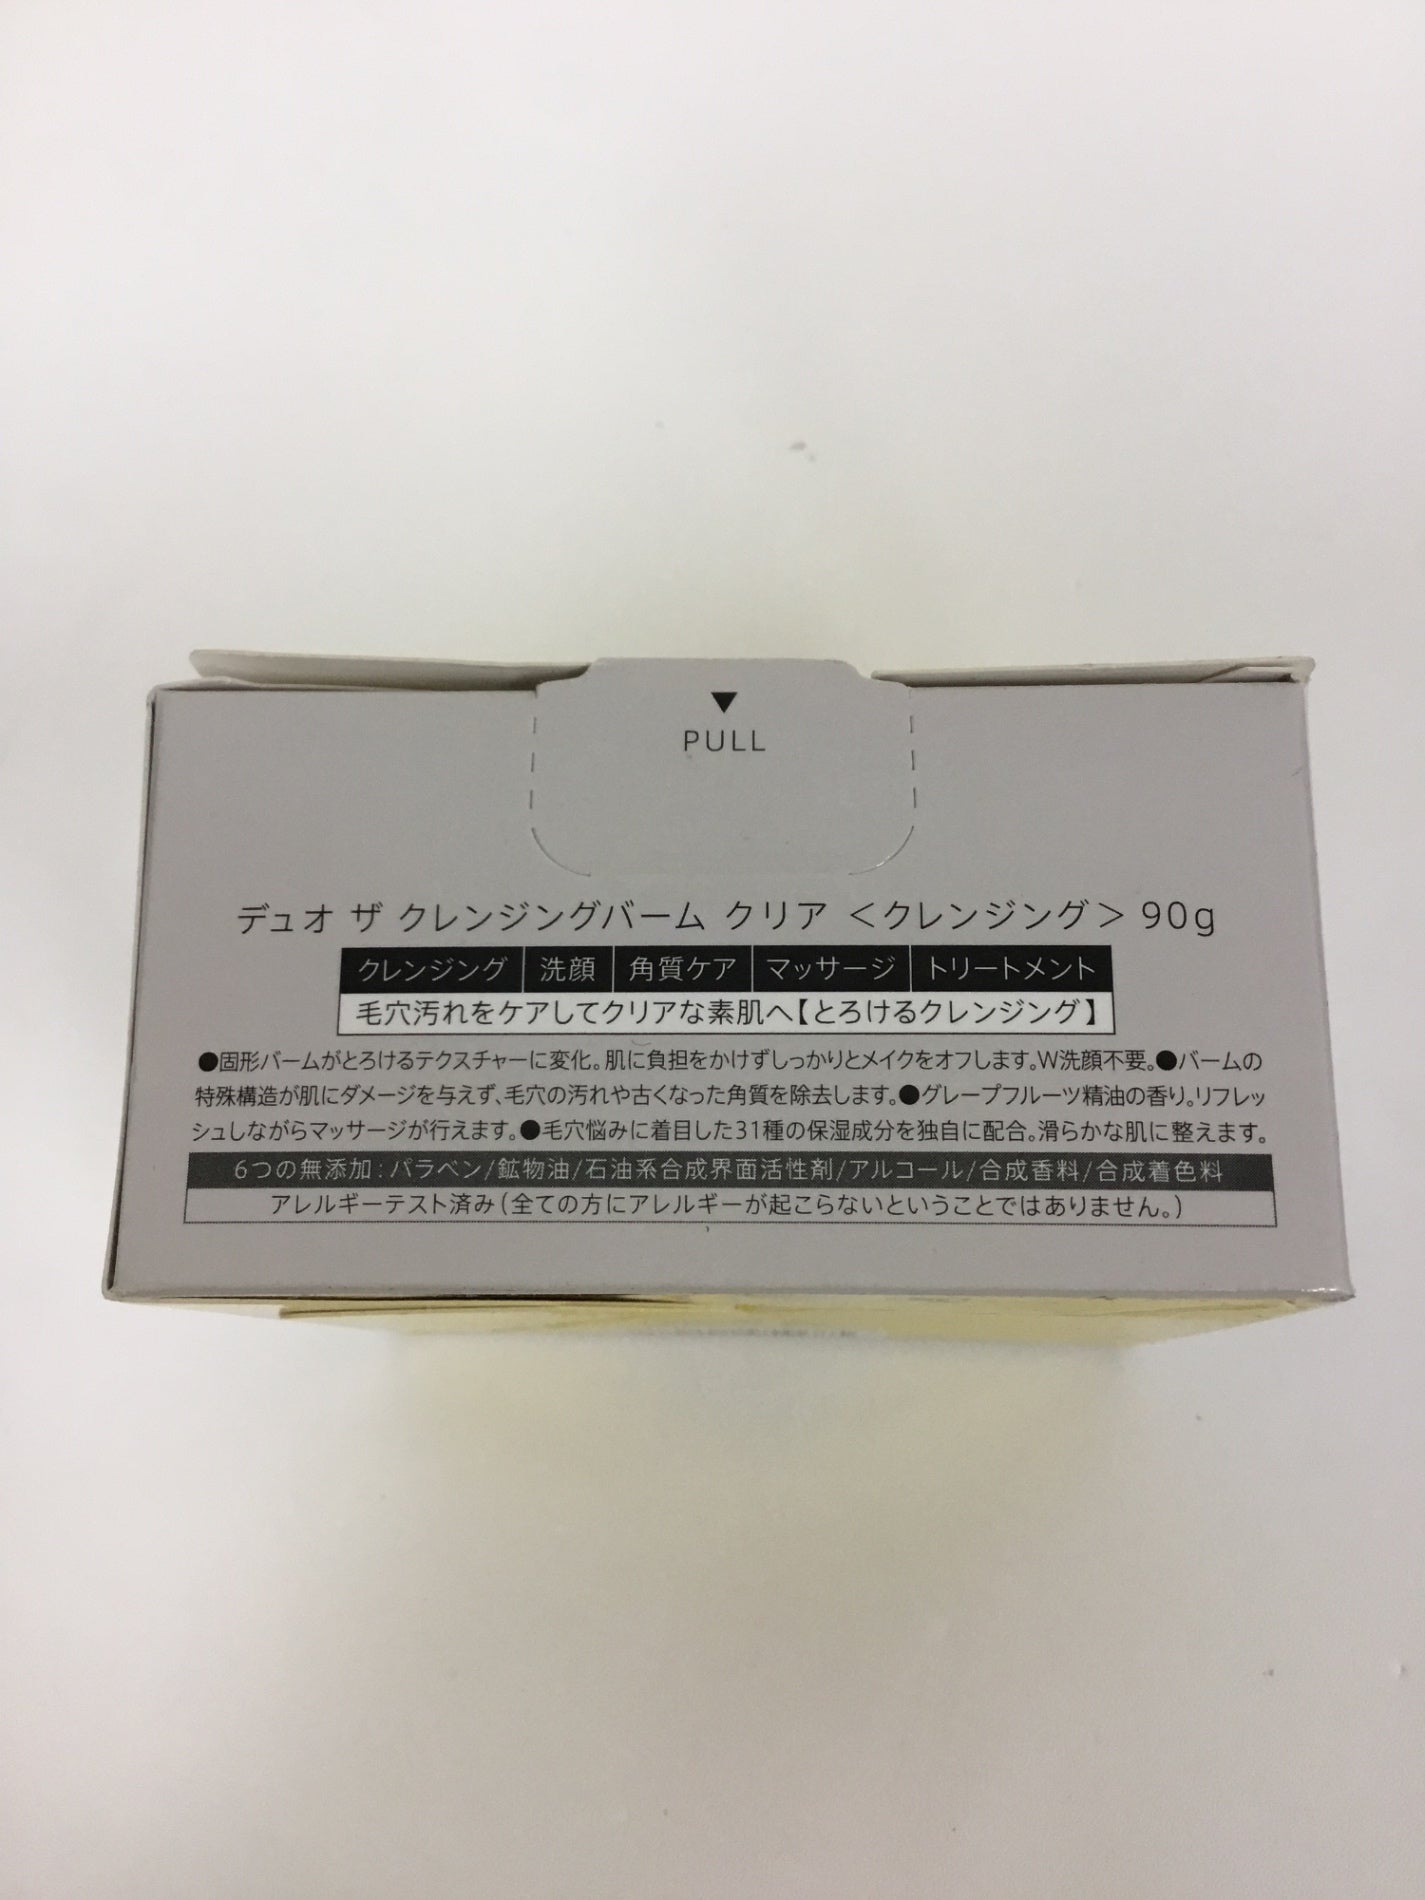 ▼
PULL
デュオ ザ クレンジングバーム クリア ＜クレンジング＞ 90g
クレンジング 洗顔 角質ケア マッサージ トリートメント
毛穴汚れをケアしてクリアな素肌へ【とろけるクレンジング】
●固形バームがとろけるテクスチャーに変化。肌に負担をかけずしっかりとメイクをオフします。W洗顔不要。●バームの
特殊構造が肌にダメージを与えず、毛穴の汚れや古くなった角質を除去します。●グレープフルーツ精油の香り。リフレッ
シュしながらマッサージが行えます。●毛穴悩みに着目した31種の保湿成分を独自に配合。滑らかな肌に整えます。
6つの無添加：パラベン/鉱物油/石油系合成界面活性剤/アルコール/合成香料/合成着色料
アレルギーテスト済み（全ての方にアレルギーが起こらないということではありません。）